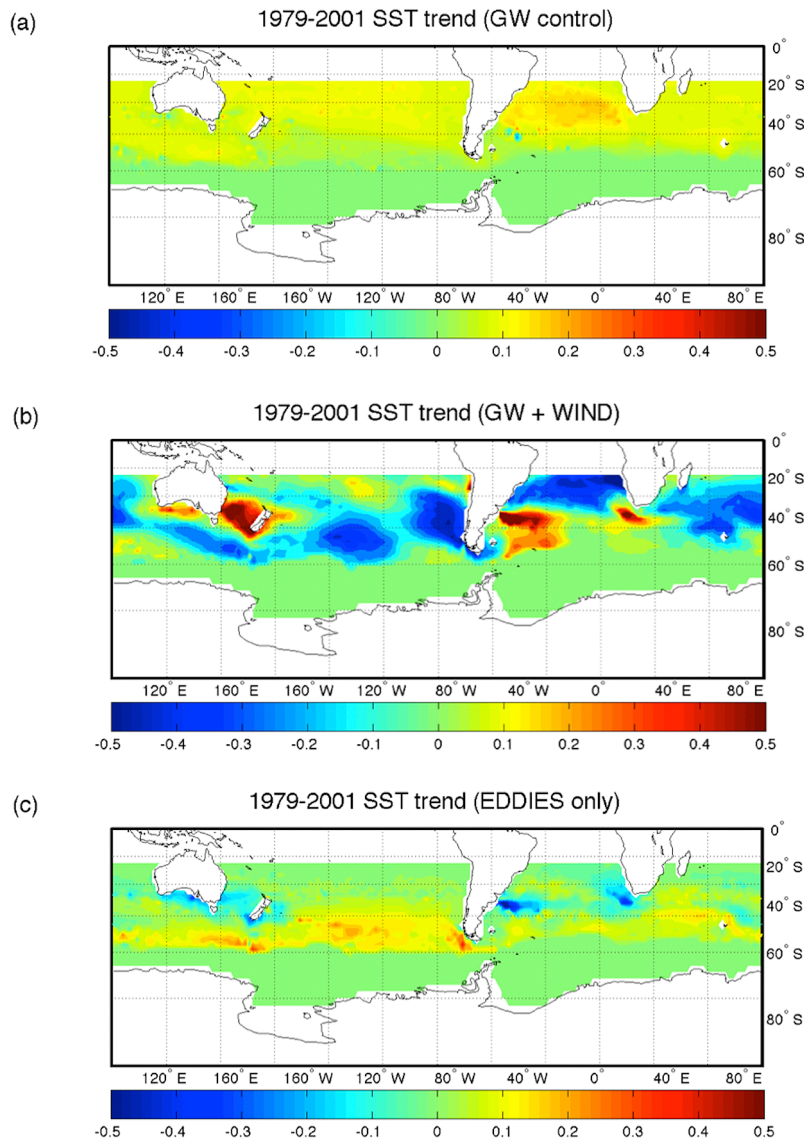 (a)
1979-2001 SST trend (GW control)
0° S
20° S
40° S
60° S
80° S
120° E 160° E 160° W 120° W 80° W 40° W 0° 40° E 80° E
-0.5 -0.4 -0.3 -0.2 -0.1 0 0.1 0.2 0.3 0.4 0.5
(b)
1979-2001 SST trend (GW + WIND)
0° S
20° S
40° S
60° S
80° S
120° E 160° E 160° W 120° W 80° W 40° W 0° 40° E 80° E
-0.5 -0.4 -0.3 -0.2 -0.1 0 0.1 0.2 0.3 0.4 0.5
(c)
1979-2001 SST trend (EDDIES only)
0° S
20° S
40° S
60° S
80° S
120° E 160° E 160° W 120° W 80° W 40° W 0° 40° E 80° E
-0.5 -0.4 -0.3 -0.2 -0.1 0 0.1 0.2 0.3 0.4 0.5